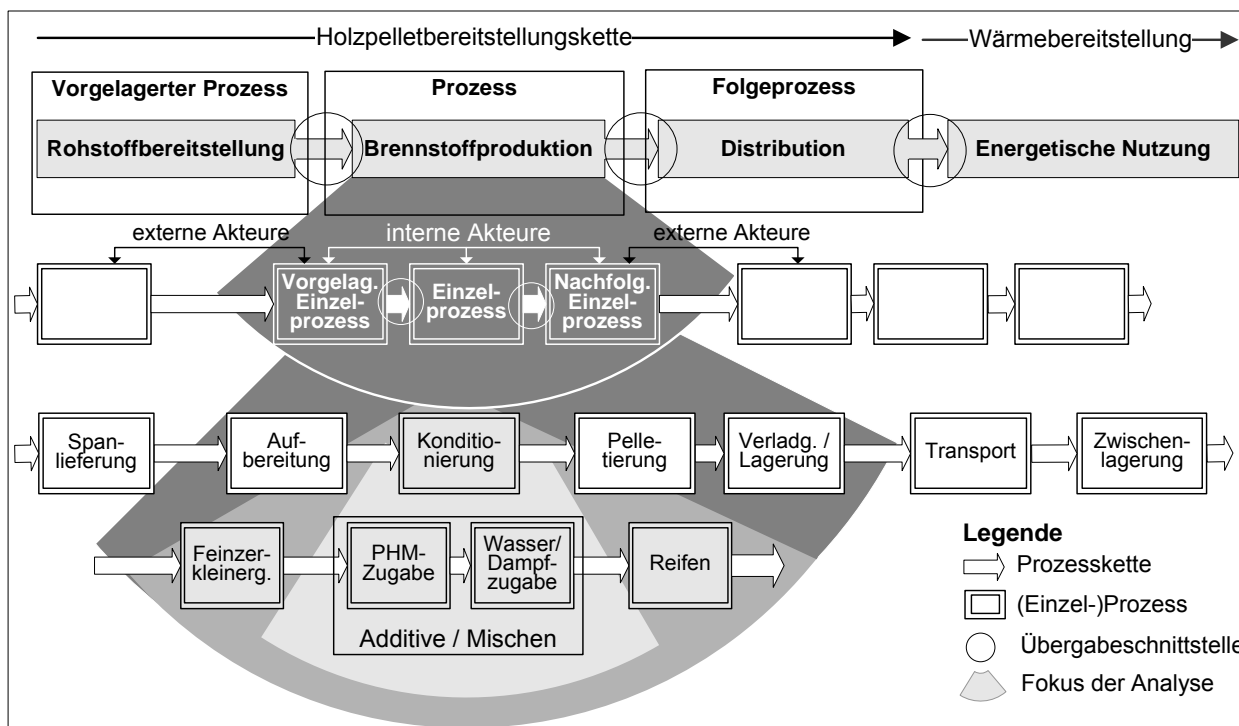 Holzpelletbereitstellungskette
Wärmebereitstellung
Vorgelagerter Prozess
Prozess
Folgeprozess
Rohstoffbereitstellung
Brennstoffproduktion
Distribution
Energetische Nutzung
externe Akteure
interne Akteure
externe Akteure
Vorgelag.
Einzel-
prozess
Einzel-
prozess
Nachfolg.
Einzel-
prozess
Span-
lieferung
Auf-
bereitung
Konditio-
nierung
Pelle-
tierung
Verladg. /
Lagerung
Transport
Zwischen-
lagerung
Feinzer-
kleinerg.
PHM-
Zugabe
Wasser/
Dampf-
zugabe
Reifen
Additive / Mischen
Legende
Prozesskette
(Einzel-)Prozess
Übergabeschnittstelle
Fokus der Analyse